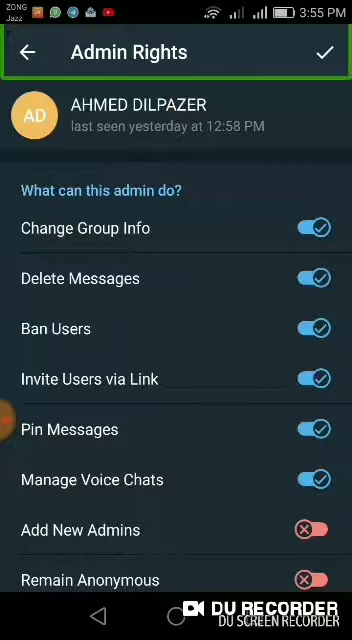 ZONG
Jazz
3:55 PM
Admin Rights
AD
AHMED DILPAZER
last seen yesterday at 12:58 PM
What can this admin do?
Change Group Info
Delete Messages
Ban Users
Invite Users via Link
Pin Messages
Manage Voice Chats
Add New Admins
Remain Anonymous
DU RECORDER
DU SCREEN RECORDER